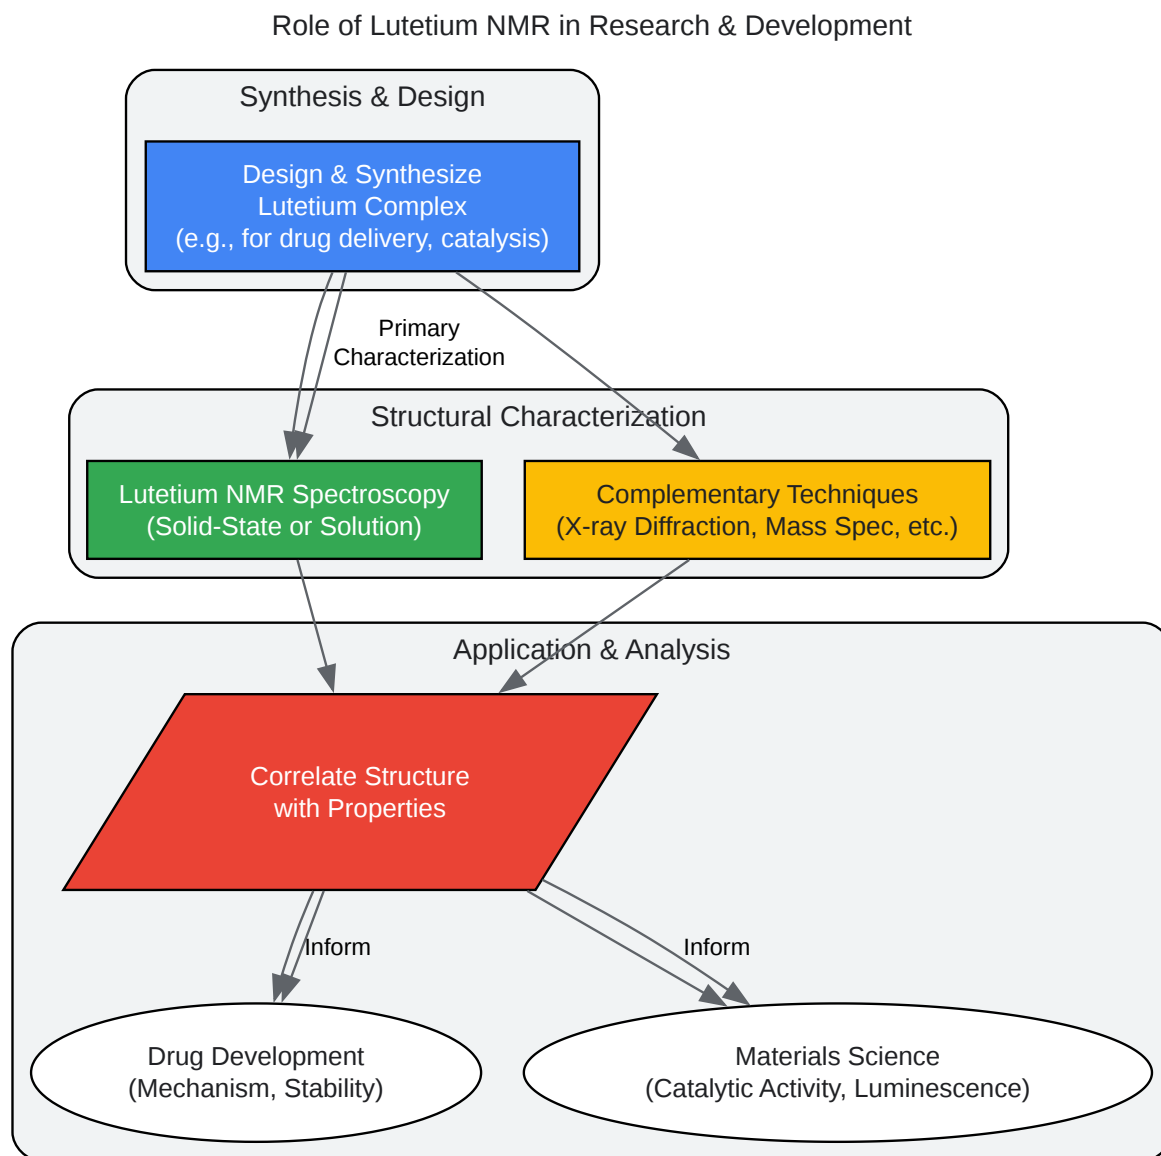 Role of Lutetium NMR in Research & Development
Synthesis & Design
Design & Synthesize
Lutetium Complex
(e.g., for drug delivery, catalysis)
Primary
Characterization
Structural Characterization
Lutetium NMR Spectroscopy
(Solid-State or Solution)
Complementary Techniques
(X-ray Diffraction, Mass Spec, etc.)
Application & Analysis
Correlate Structure
with Properties
Inform
Inform
Drug Development
(Mechanism, Stability)
Materials Science
(Catalytic Activity, Luminescence)